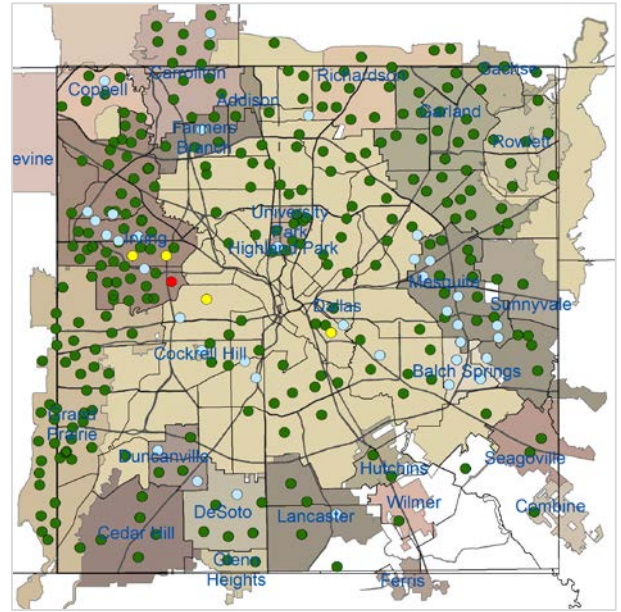 Carrollton
Richardson
Sachse
Coppell
Addison
Garland
Farmers
Branch
Rowlett
evine
University
Park
Irving
Highland Park
Mesquite
Sunnyvale
Dallas
Cockrell Hill
Balch Springs
Grand
Prairie
Duncanville
Hutchins
Seagoville
Wilmer
DeSoto
Lancaster
Combine
Cedar Hill
Glenn
Heights
Ferris